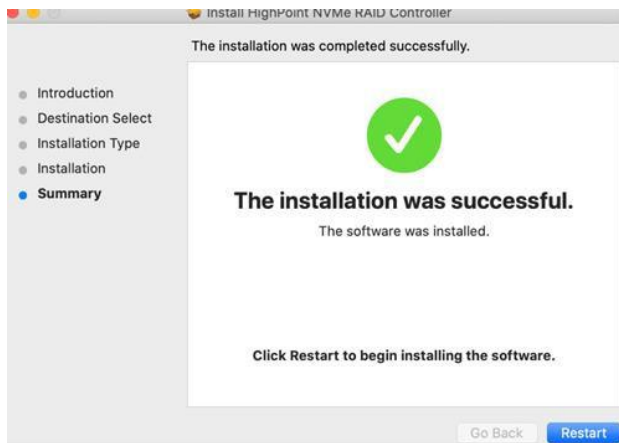 Install HighPoint NVMe RAID Controller
The installation was completed successfully.
Introduction
Destination Select
Installation Type
Installation
Summary
The installation was successful.
The software was installed.
Click Restart to begin installing the software.
Go Back Restart